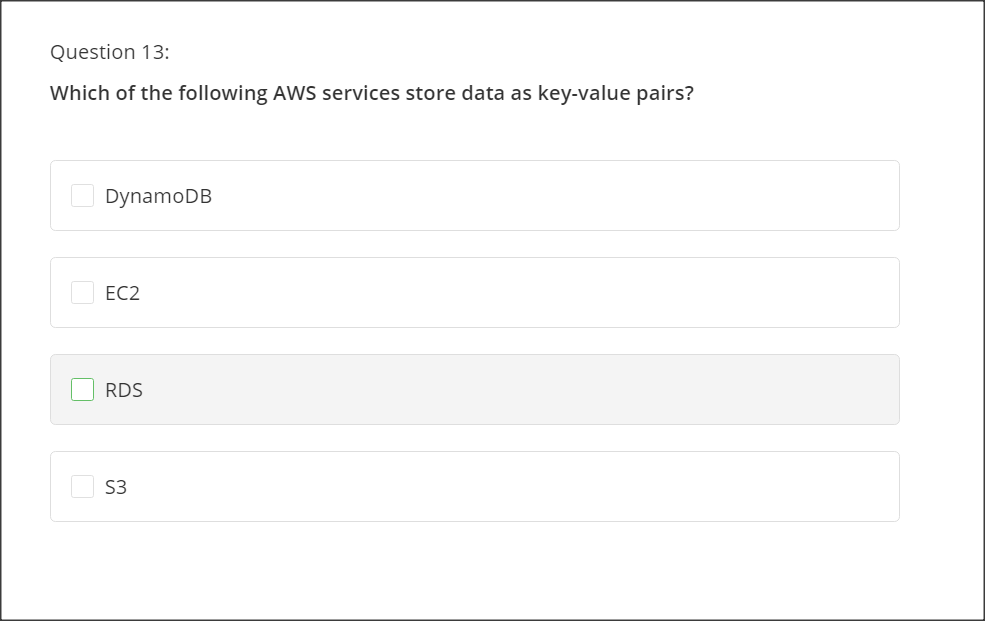 Question 13:
Which of the following AWS services store data as key-value pairs?
DynamoDB
EC2
RDS
S3